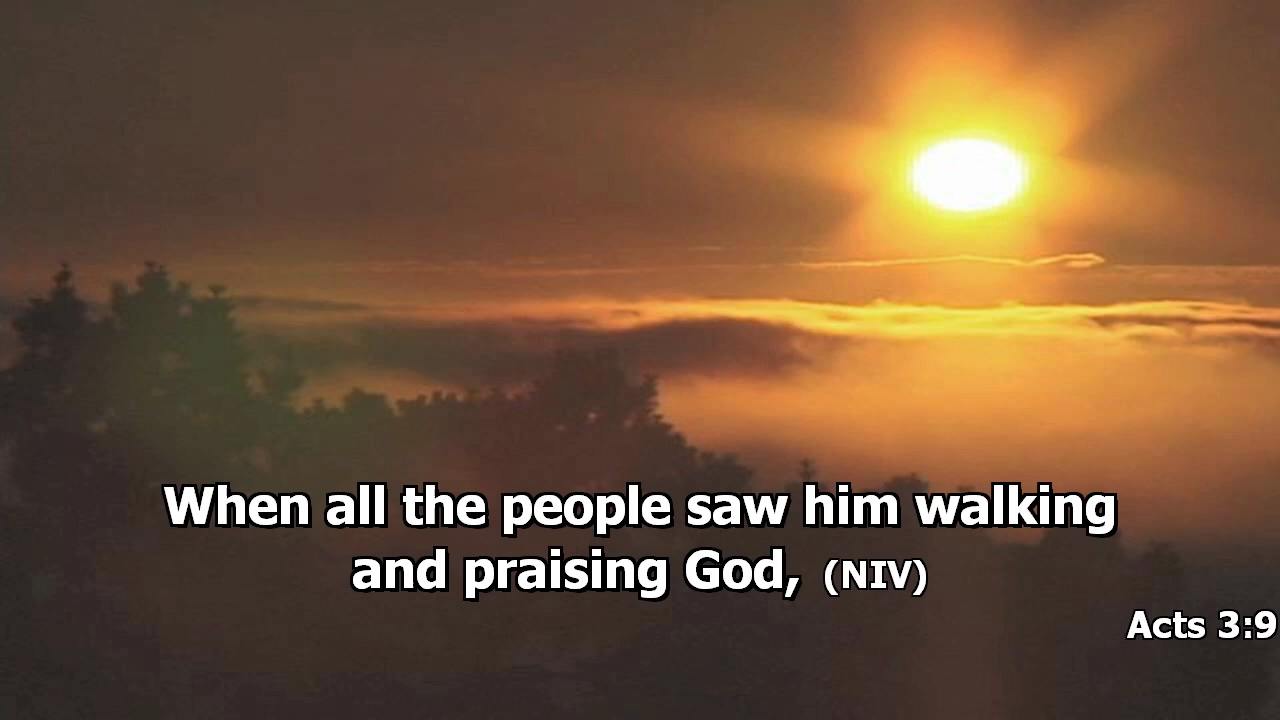 When all the people saw him walking
and praising God, (NIV)
Acts 3:9